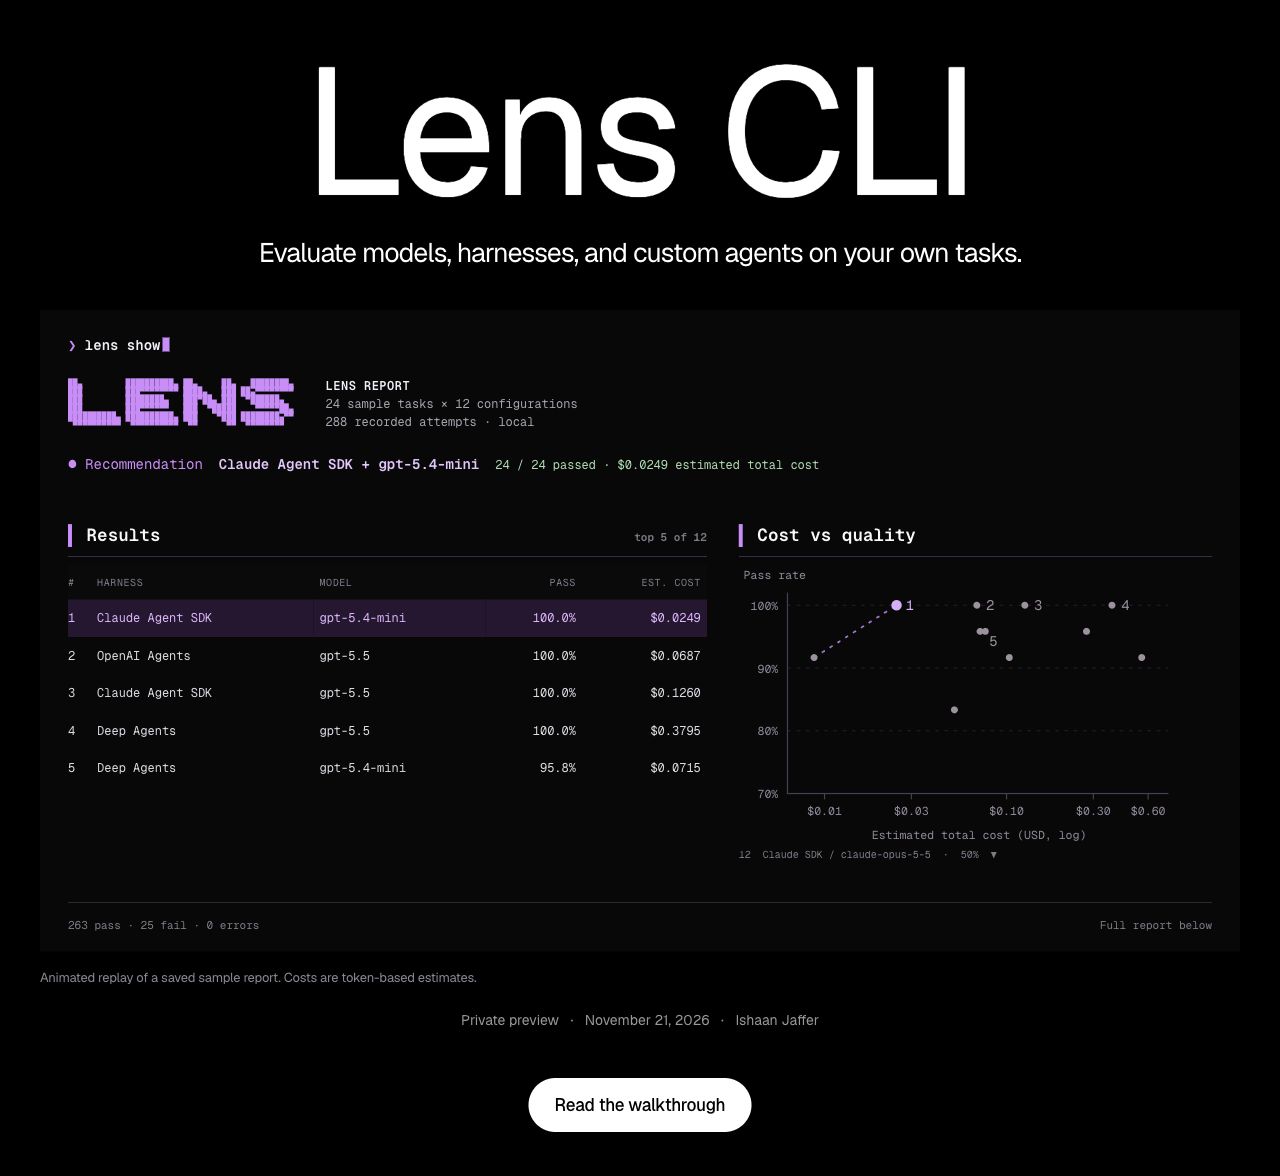 Lens CLI
Evaluate models, harnesses, and custom agents on your own tasks.
❯ lens show
LENS
LENS REPORT
24 sample tasks × 12 configurations
288 recorded attempts · local
● Recommendation Claude Agent SDK + gpt-5.4-mini 24 / 24 passed · $0.0249 estimated total cost
Results top 5 of 12
# HARNESS MODEL PASS EST. COST
1 Claude Agent SDK gpt-5.4-mini 100.0% $0.0249
2 OpenAI Agents gpt-5.5 100.0% $0.0687
3 Claude Agent SDK gpt-5.5 100.0% $0.1260
4 Deep Agents gpt-5.5 100.0% $0.3795
5 Deep Agents gpt-5.4-mini 95.8% $0.0715
Cost vs quality
Pass rate
100% 1 2 3 4
5
90%
80%
70%
$0.01 $0.03 $0.10 $0.30 $0.60
Estimated total cost (USD, log)
12 Claude SDK / claude-opus-5-5 · 50% ▼
263 pass · 25 fail · 0 errors Full report below
Animated replay of a saved sample report. Costs are token-based estimates.
Private preview · November 21, 2026 · Ishaan Jaffer
Read the walkthrough